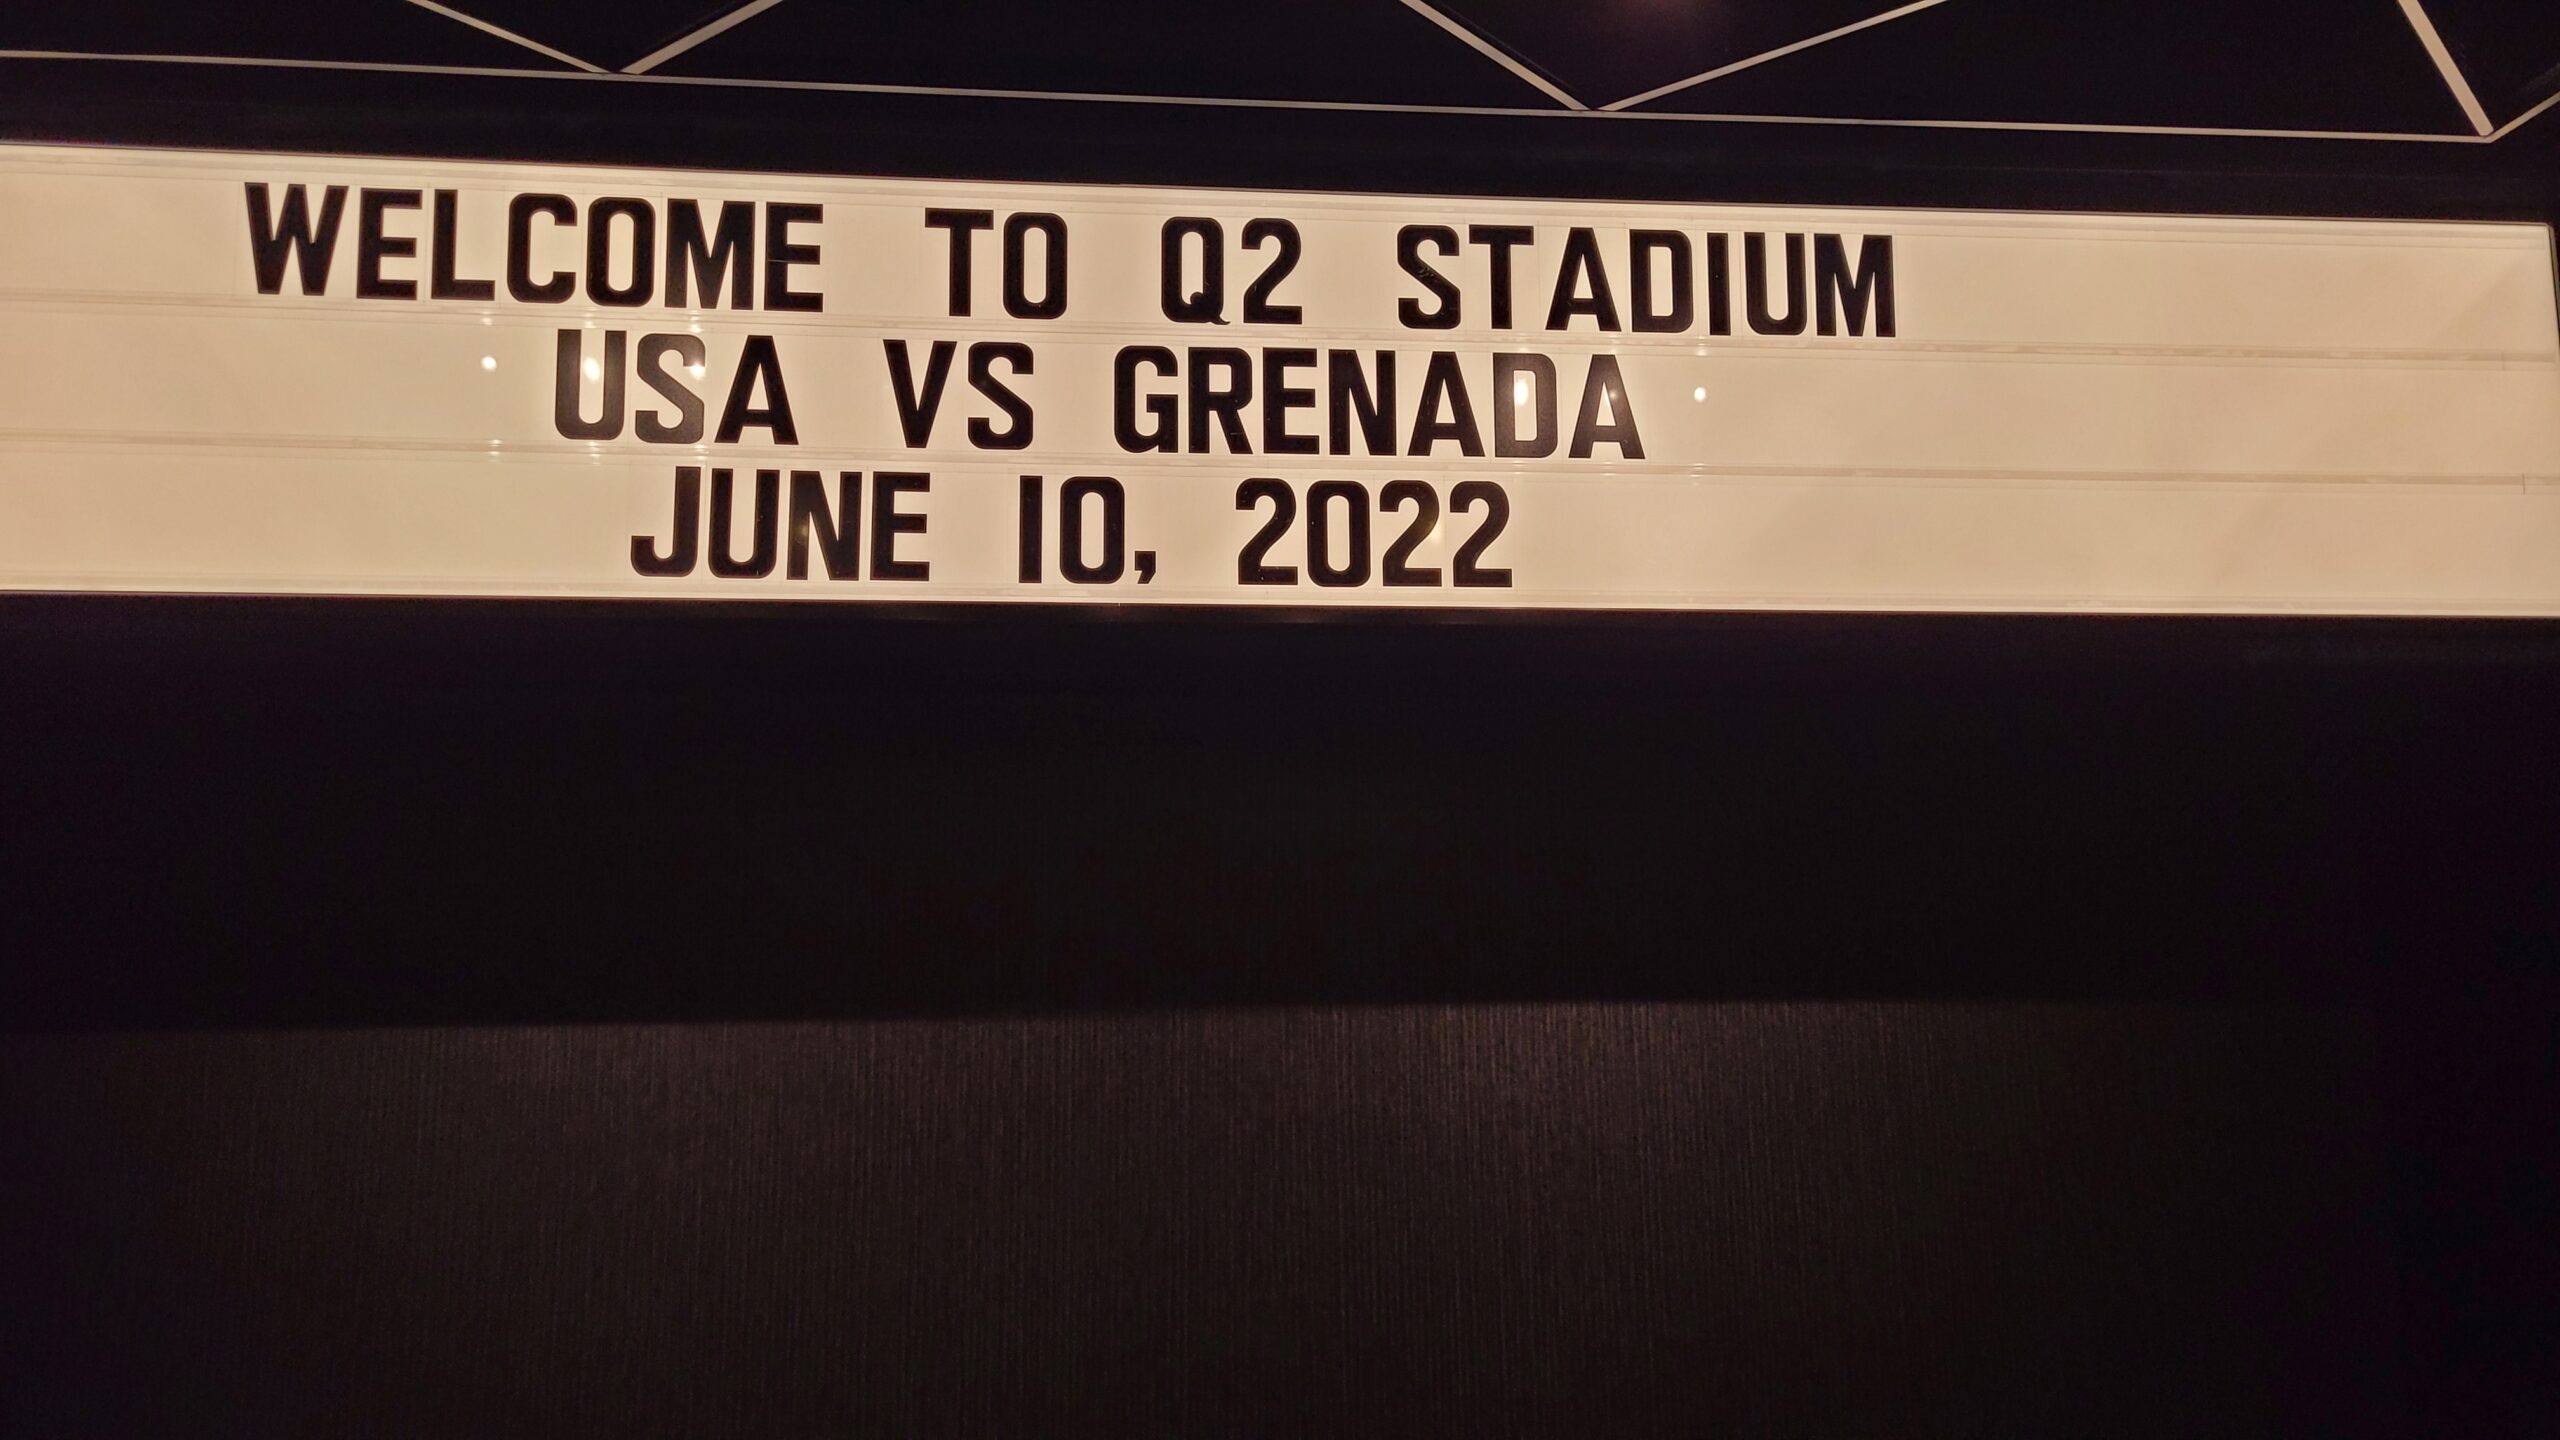 WELCOME TO Q2 STADIUM
USA VS GRENADA
JUNE 10, 2022